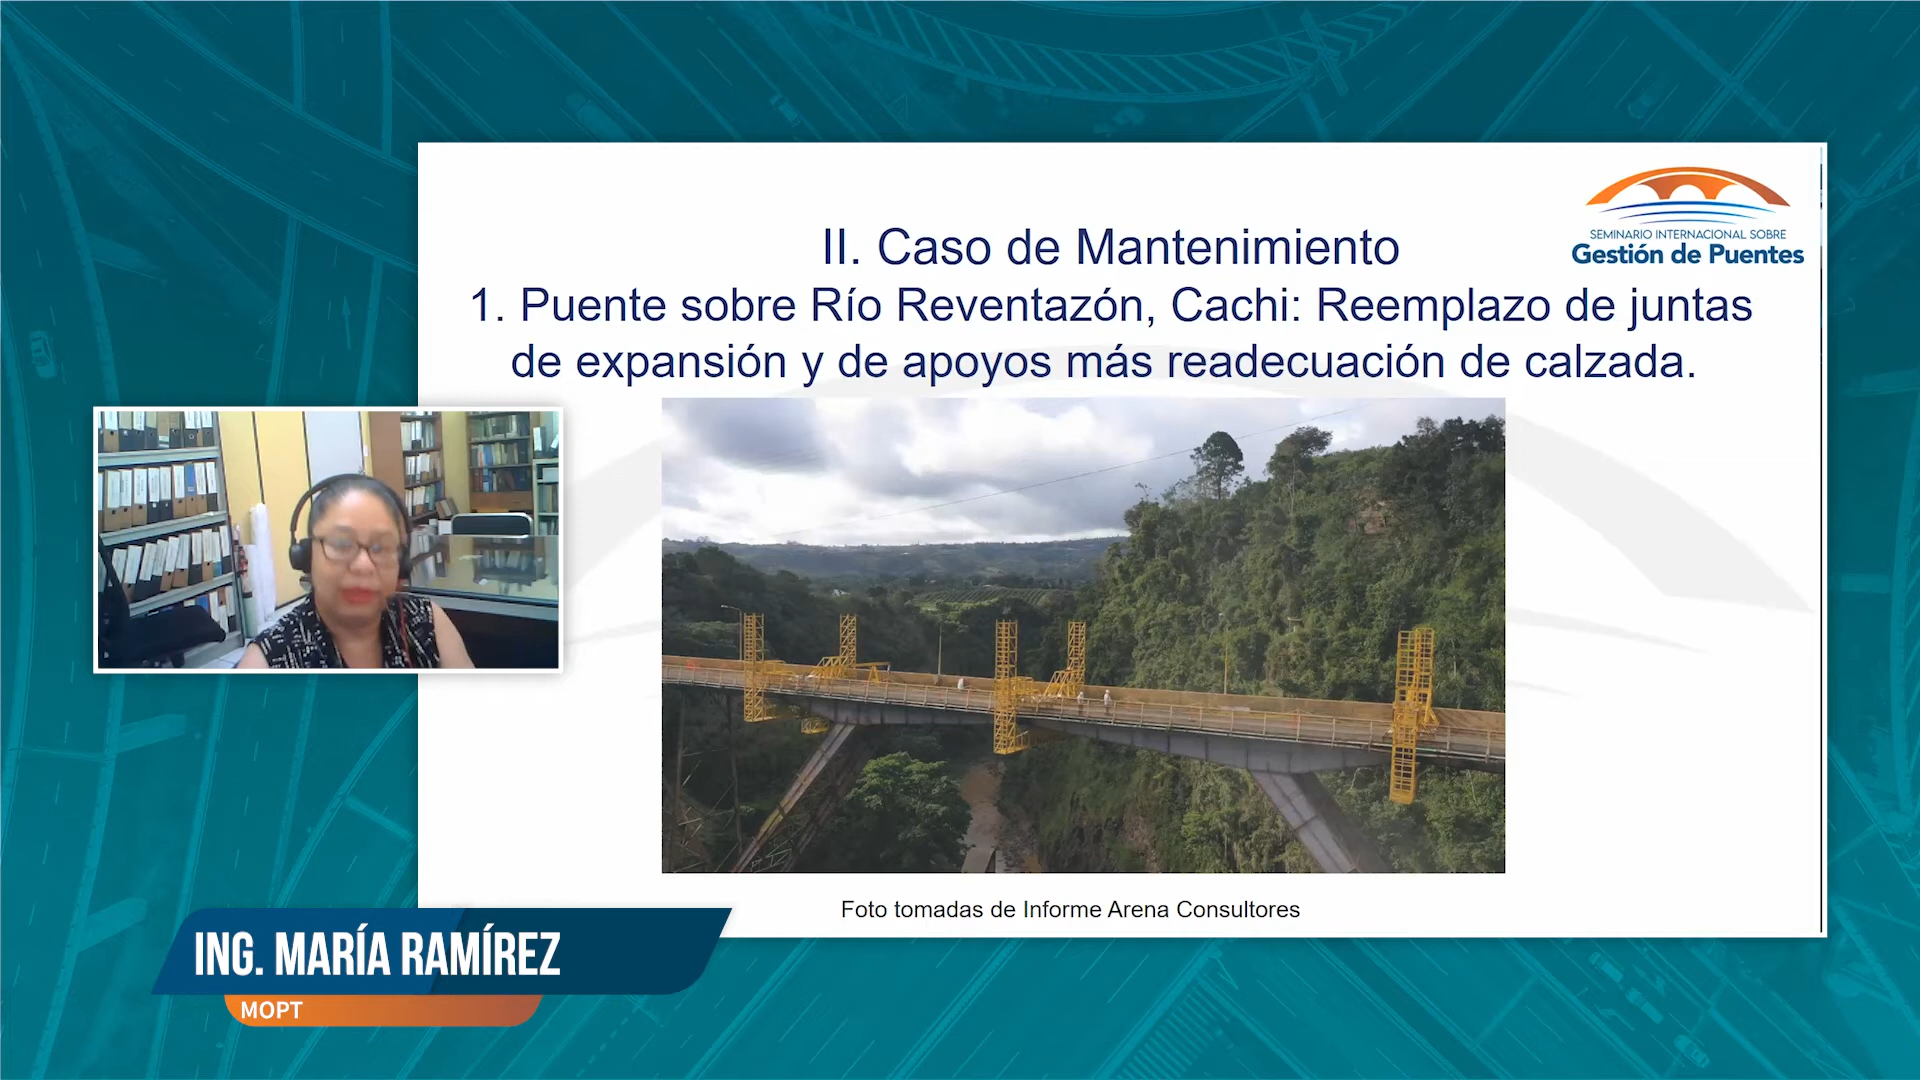 SEMINARIO INTERNACIONAL SOBRE
Gestión de Puentes
II. Caso de Mantenimiento
1. Puente sobre Río Reventazón, Cachi: Reemplazo de juntas
de expansión y de apoyos más readecuación de calzada.
Foto tomadas de Informe Arena Consultores
ING. MARÍA RAMÍREZ
MOPT